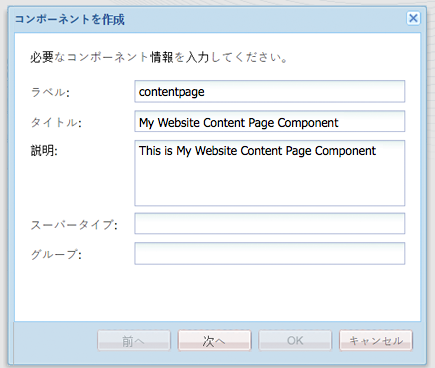 コンポーネントを作成
必要なコンポーネント情報を入力してください。
ラベル: contentpage
タイトル: My Website Content Page Component
説明: This is My Website Content Page Component
スーパータイプ:
グループ:
前へ 次へ OK キャンセル